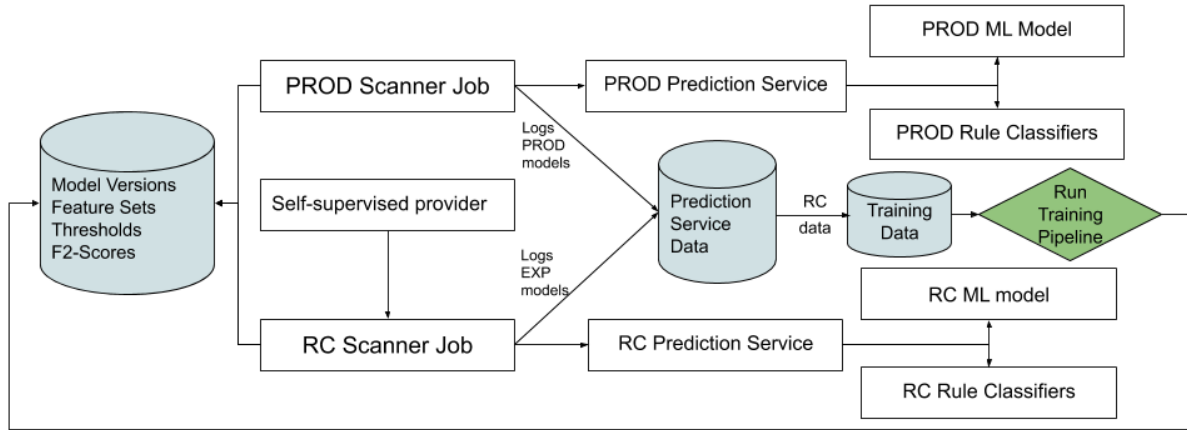 PROD ML Model
PROD Scanner Job
PROD Prediction Service
PROD Rule Classifiers
Logs
PROD
models
Model Versions
Feature Sets
Thresholds
F2-Scores
Self-supervised provider
Prediction
Service
Data
RC
data
Training
Data
Run
Training
Pipeline
Logs
EXP
models
RC ML model
RC Scanner Job
RC Prediction Service
RC Rule Classifiers